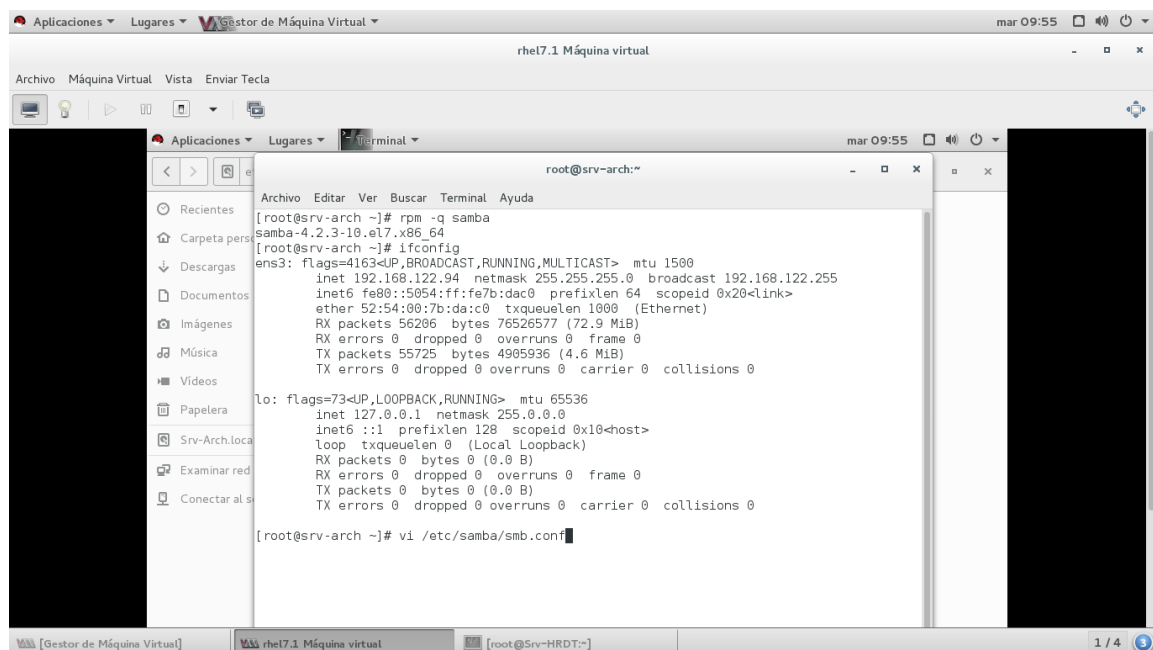 Aplicaciones Lugares Gestor de Máquina Virtual mar 09:55
rhel7.1 Máquina virtual
Archivo Máquina Virtual Vista Enviar Tecla
Aplicaciones Lugares Terminal mar 09:55
root@srv-arch:~
Archivo Editar Ver Buscar Terminal Ayuda
Recientes
Carpeta pers
Descargas
Documentos
Imágenes
Música
Vídeos
Papelera
Srv-Arch.loca
Examinar red
Conectar al s
[root@srv-arch ~]# rpm -q samba
samba-4.2.3-10.el7.x86_64
[root@srv-arch ~]# ifconfig
ens3: flags=4163<UP,BROADCAST,RUNNING,MULTICAST> mtu 1500
inet 192.168.122.94 netmask 255.255.255.0 broadcast 192.168.122.255
inet6 fe80::5054:ff:fe7b:dac0 prefixlen 64 scopeid 0x20<link>
ether 52:54:00:7b:da:c0 txqueuelen 1000 (Ethernet)
RX packets 56206 bytes 76526577 (72.9 MiB)
RX errors 0 dropped 0 overruns 0 frame 0
TX packets 55725 bytes 4905936 (4.6 MiB)
TX errors 0 dropped 0 overruns 0 carrier 0 collisions 0
lo: flags=73<UP,LOOPBACK,RUNNING> mtu 65536
inet 127.0.0.1 netmask 255.0.0.0
inet6 ::1 prefixlen 128 scopeid 0x10<host>
loop txqueuelen 0 (Local Loopback)
RX packets 0 bytes 0 (0.0 B)
RX errors 0 dropped 0 overruns 0 frame 0
TX packets 0 bytes 0 (0.0 B)
TX errors 0 dropped 0 overruns 0 carrier 0 collisions 0
[root@srv-arch ~]# vi /etc/samba/smb.conf
[Gestor de Máquina Virtual] rhel7.1 Máquina virtual [root@Srv-HRDT:~] 1 / 4 3